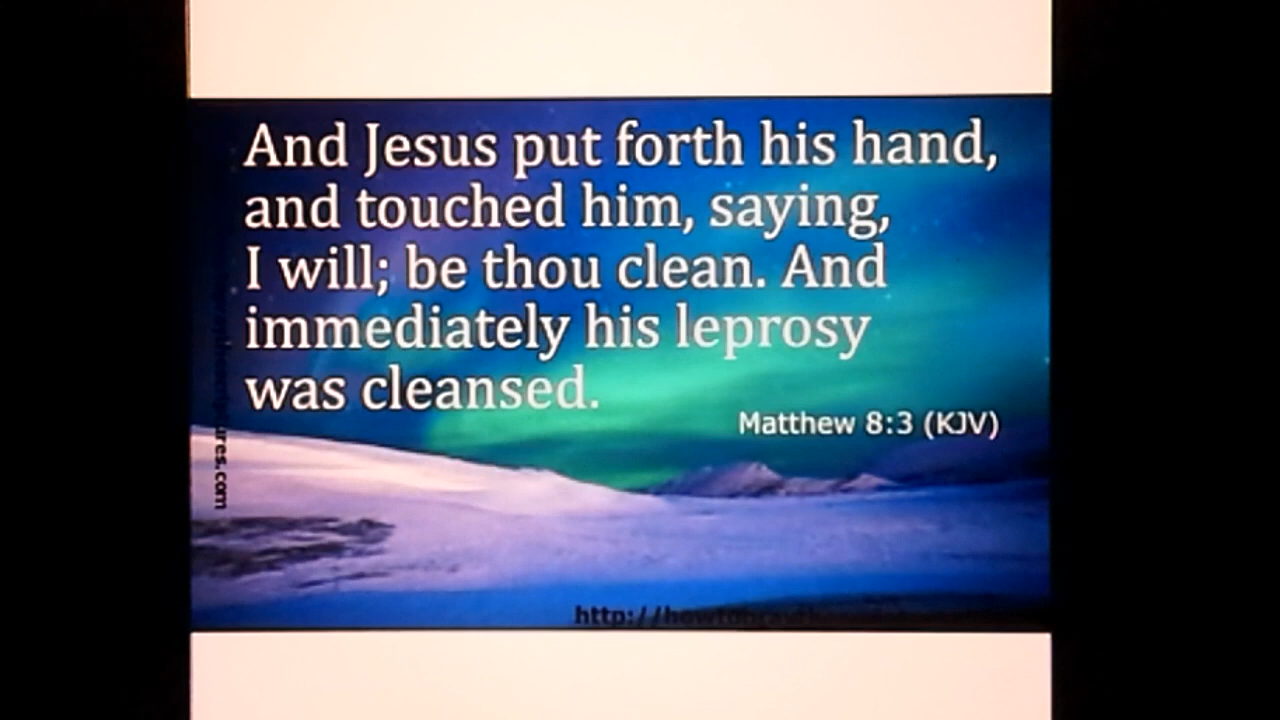 And Jesus put forth his hand,
and touched him, saying,
I will; be thou clean. And
immediately his leprosy
was cleansed.
Matthew 8:3 (KJV)